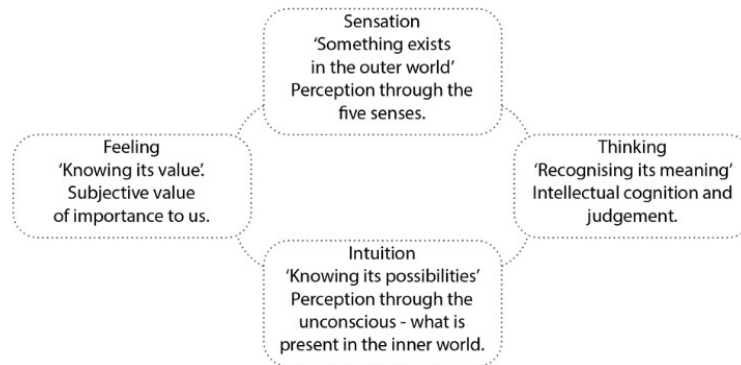 Sensation
‘Something exists
in the outer world’
Perception through the
five senses.
Feeling
‘Knowing its value’.
Subjective value
of importance to us.
Thinking
‘Recognising its meaning’
Intellectual cognition and
judgement.
Intuition
‘Knowing its possibilities’
Perception through the
unconscious - what is
present in the inner world.